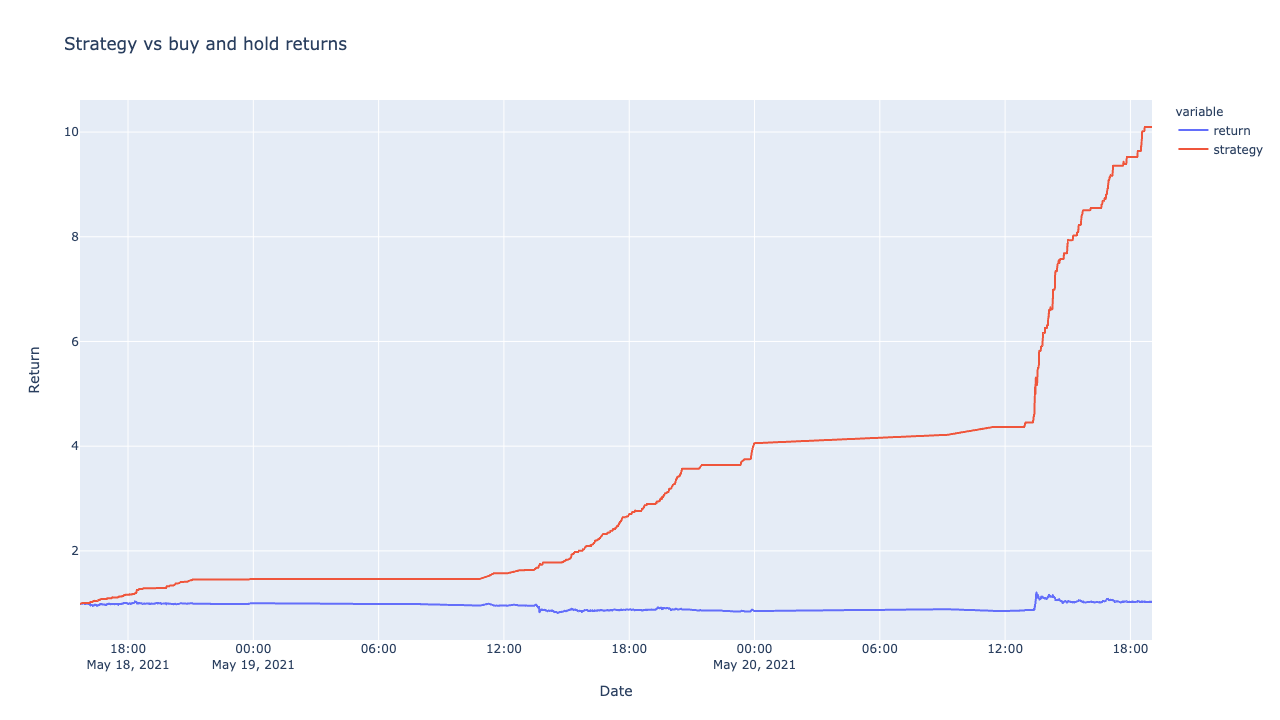 Strategy vs buy and hold returns
variable
return
strategy
10
8
6
4
2
Return
18:00 00:00 06:00 12:00 18:00 00:00 06:00 12:00 18:00
May 18, 2021 May 19, 2021 May 20, 2021
Date